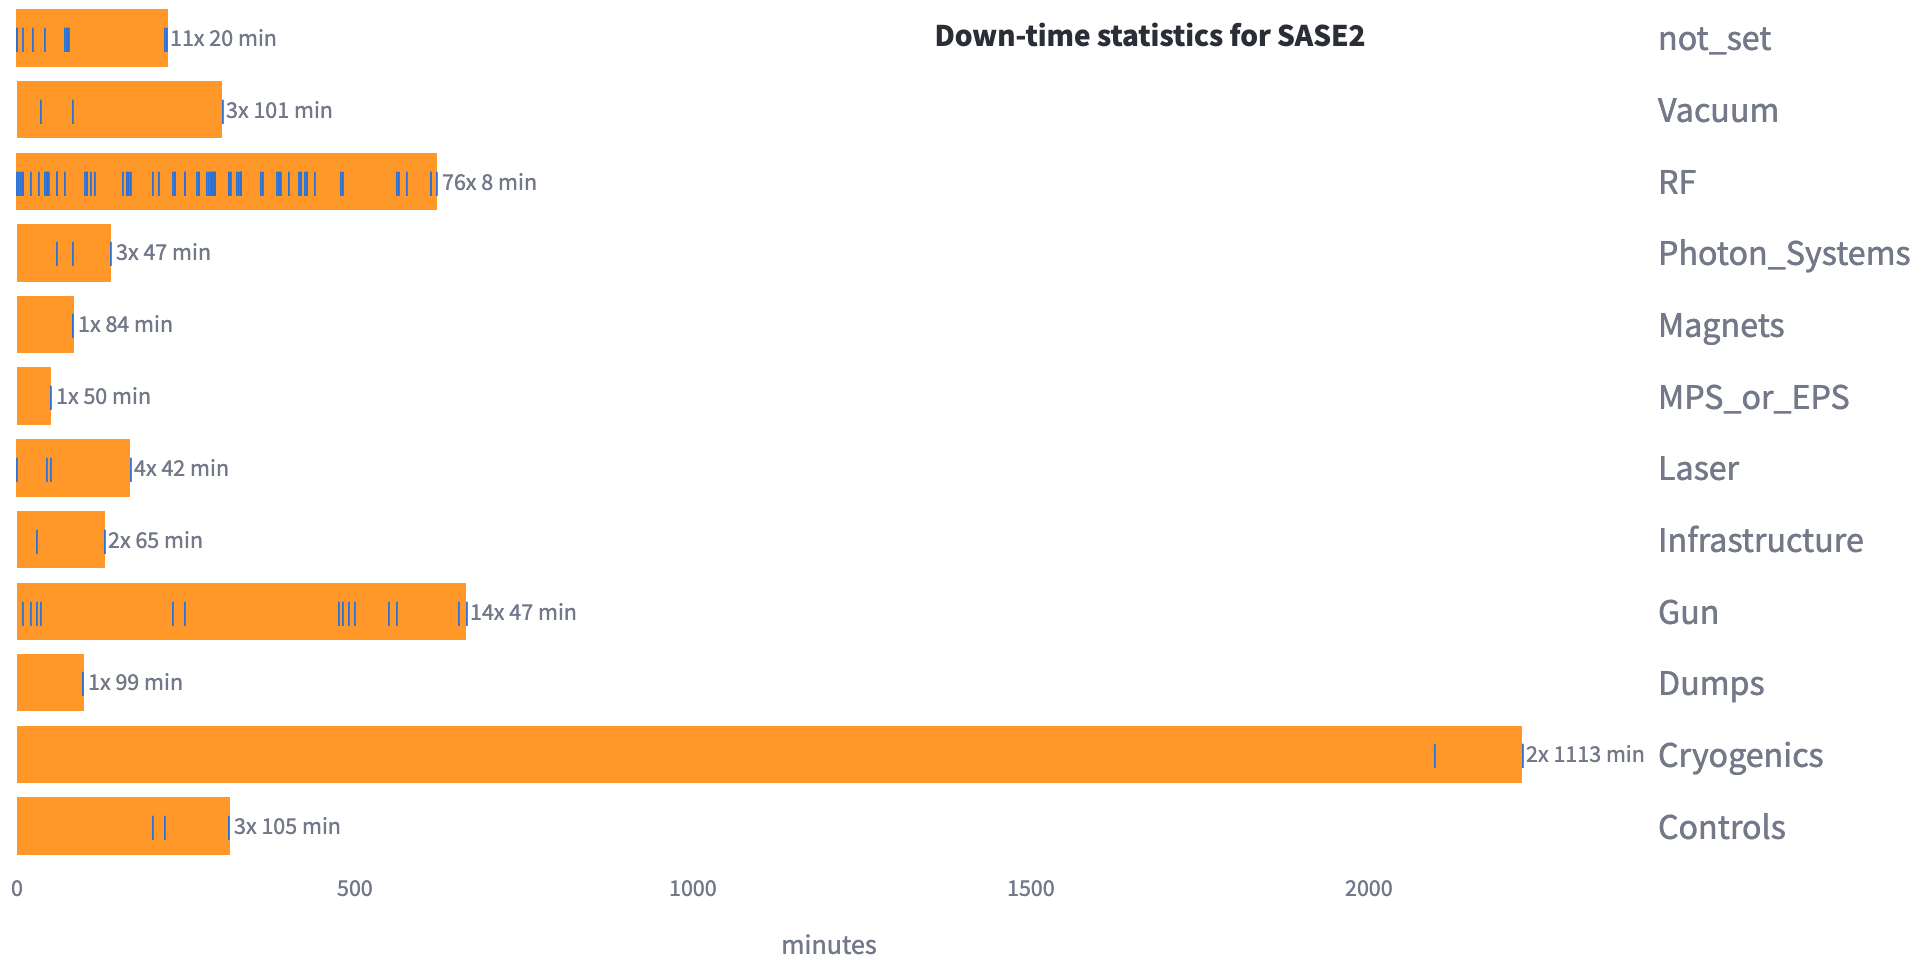 Down-time statistics for SASE2
11x 20 min not_set
3x 101 min Vacuum
76x 8 min RF
3x 47 min Photon_Systems
1x 84 min Magnets
1x 50 min MPS_or_EPS
4x 42 min Laser
2x 65 min Infrastructure
14x 47 min Gun
1x 99 min Dumps
2x 1113 min Cryogenics
3x 105 min Controls
0 500 1000 1500 2000
minutes